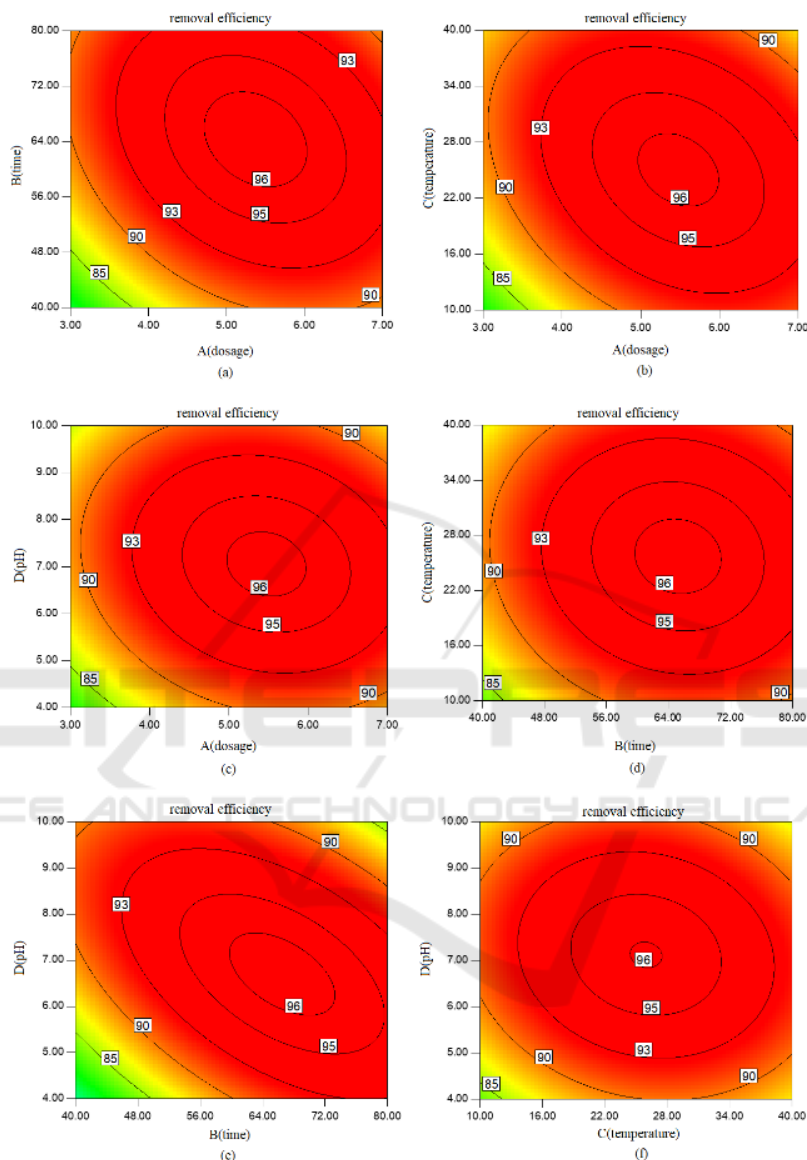 removal efficiency
80.00
72.00
64.00
56.00
48.00
40.00
B(time)
93
96
95
93
90
85
90
3.00 4.00 5.00 6.00 7.00
A(dosage)
(a)
removal efficiency
40.00
34.00
28.00
22.00
16.00
10.00
C(temperature)
90
93
90
96
95
85
3.00 4.00 5.00 6.00 7.00
A(dosage)
(b)
removal efficiency
10.00
9.00
8.00
7.00
6.00
5.00
4.00
D(pH)
90
93
90
96
95
85
90
3.00 4.00 5.00 6.00 7.00
A(dosage)
(c)
removal efficiency
40.00
34.00
28.00
22.00
16.00
10.00
C(temperature)
93
90
96
95
85
90
40.00 48.00 56.00 64.00 72.00 80.00
B(time)
(d)
CE AND TECHNOLOGY PUBLICA
removal efficiency
10.00
9.00
8.00
7.00
6.00
5.00
4.00
D(pH)
90
93
96
90
95
85
40.00 48.00 56.00 64.00 72.00 80.00
B(time)
(e)
removal efficiency
10.00
9.00
8.00
7.00
6.00
5.00
4.00
D(pH)
90
90
96
95
93
90
90
85
10.00 16.00 22.00 28.00 34.00 40.00
C(temperature)
(f)